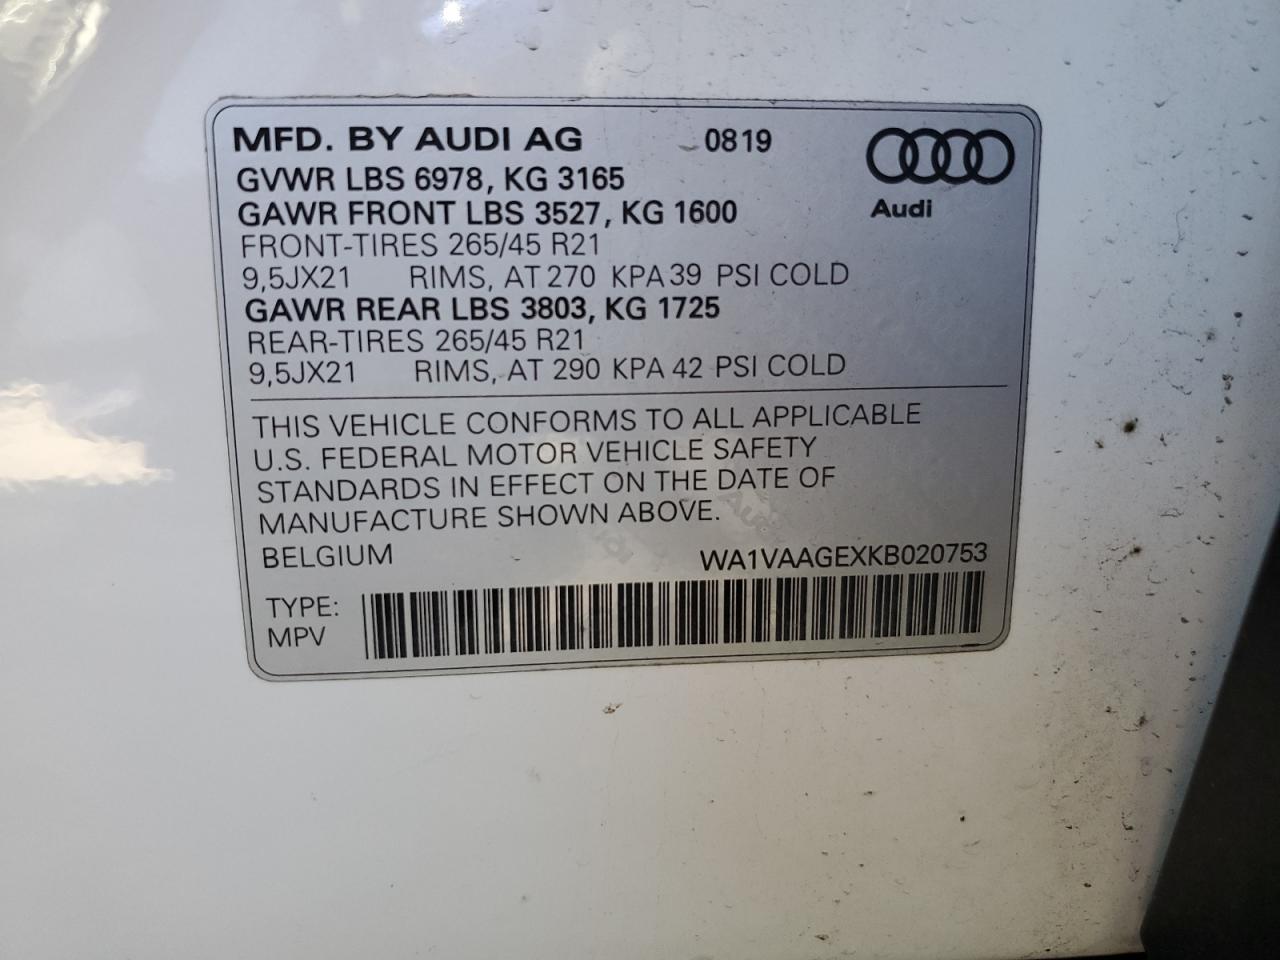 MFD. BY AUDI AG 0819
Audi
GVWR LBS 6978, KG 3165
GAWR FRONT LBS 3527, KG 1600
FRONT-TIRES 265/45 R21
9,5JX21 RIMS, AT 270 KPA 39 PSI COLD
GAWR REAR LBS 3803, KG 1725
REAR-TIRES 265/45 R21
9,5JX21 RIMS, AT 290 KPA 42 PSI COLD
THIS VEHICLE CONFORMS TO ALL APPLICABLE
U.S. FEDERAL MOTOR VEHICLE SAFETY
STANDARDS IN EFFECT ON THE DATE OF
MANUFACTURE SHOWN ABOVE.
BELGIUM WA1VAAGEXKB020753
TYPE:
MPV